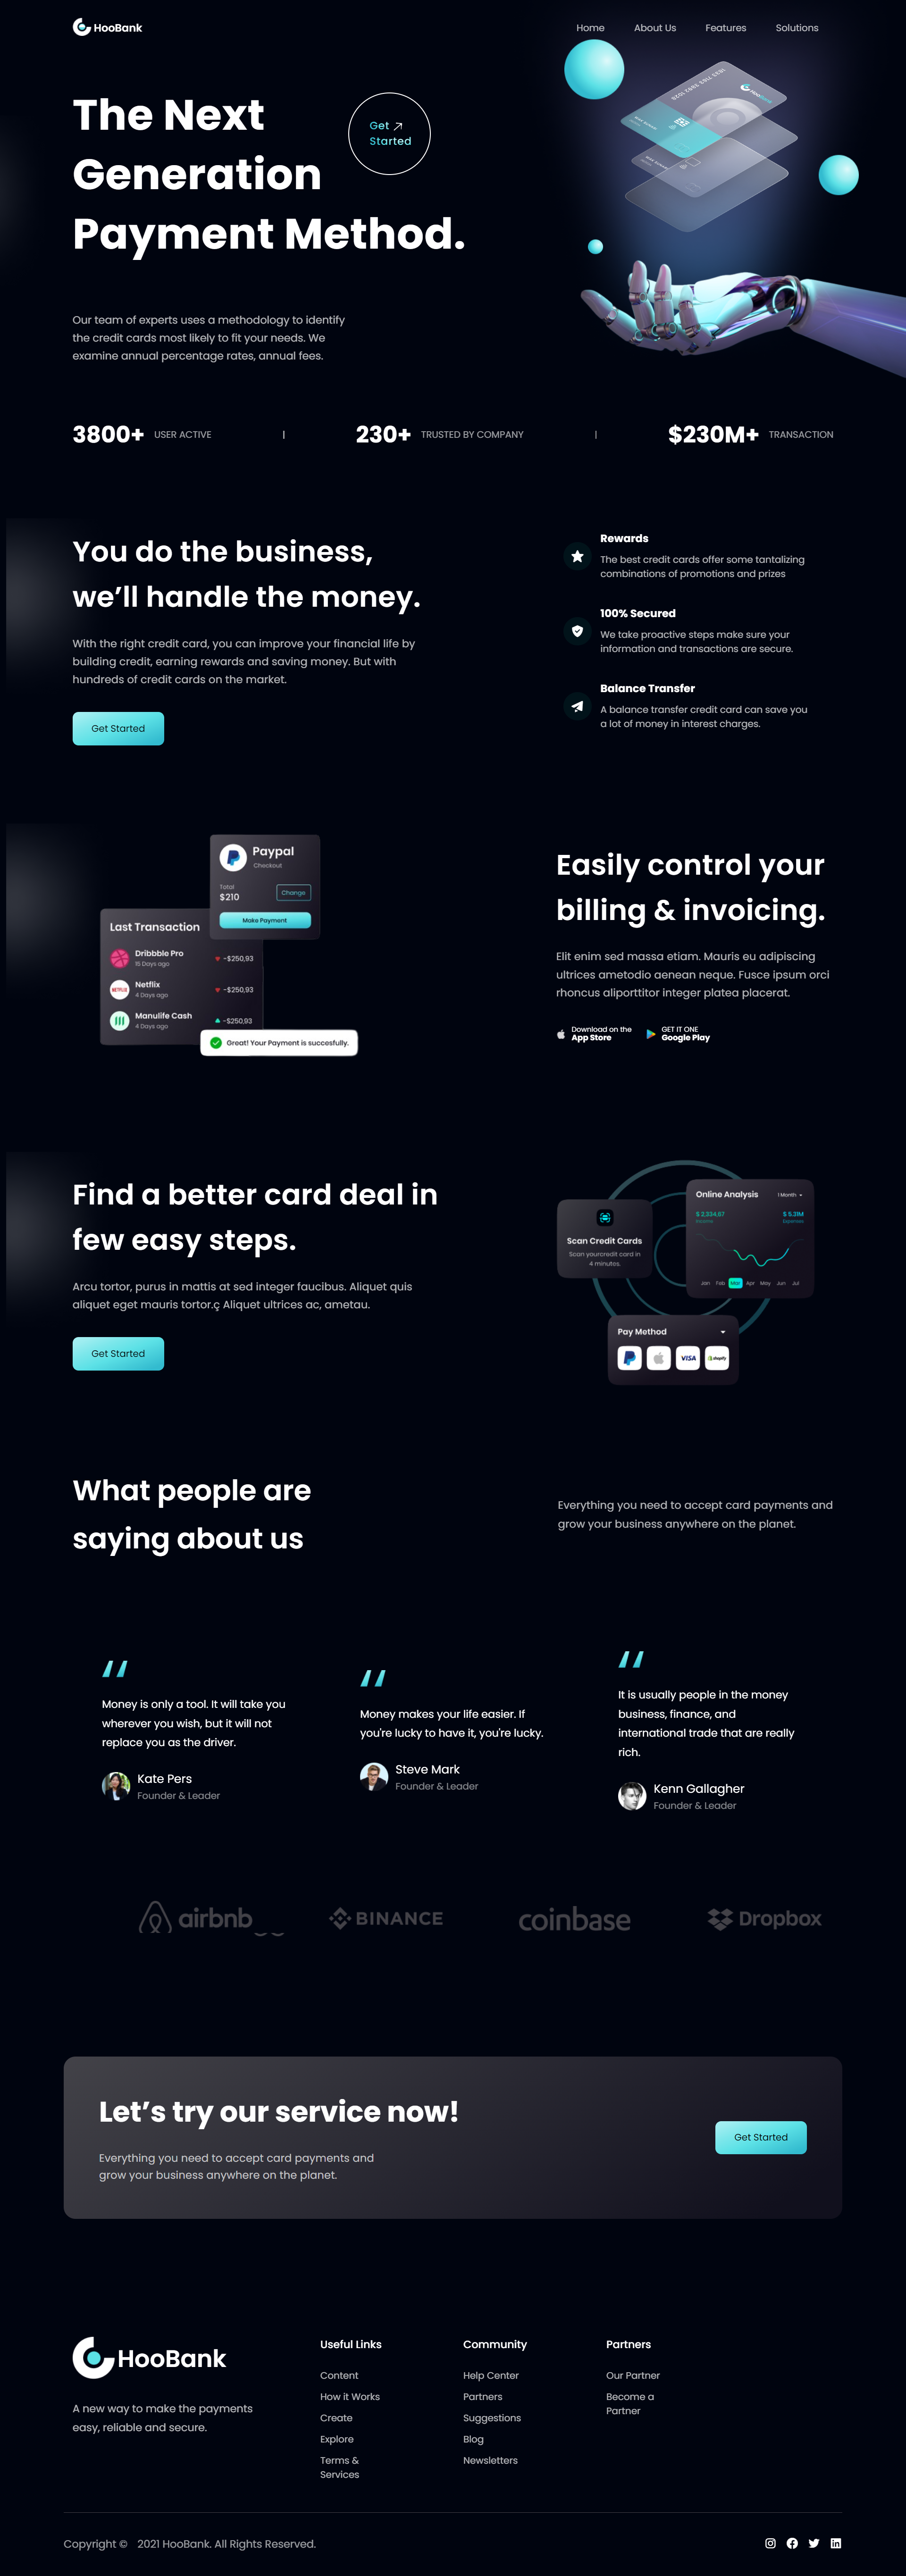 HooBank
Home
About Us
Features
Solutions
The Next
Generation
Payment Method.
Get
Started
HooBank
Our team of experts uses a methodology to identify
the credit cards most likely to fit your needs. We
examine annual percentage rates, annual fees.
3800+ USER ACTIVE
230+ TRUSTED BY COMPANY
$230M+ TRANSACTION
You do the business,
we’ll handle the money.
With the right credit card, you can improve your financial life by
building credit, earning rewards and saving money. But with
hundreds of credit cards on the market.
Get Started
Rewards
The best credit cards offer some tantalizing
combinations of promotions and prizes
100% Secured
We take proactive steps make sure your
information and transactions are secure.
Balance Transfer
A balance transfer credit card can save you
a lot of money in interest charges.
Paypal
Checkout
Total
$210
Change
Make Payment
Last Transaction
Dribbble Pro
15 Days ago
-$250,93
NETFLIX
Netflix
4 Days ago
-$250,93
Manulife Cash
4 Days ago
-$250,93
Great! Your Payment is succesfully.
Easily control your
billing & invoicing.
Elit enim sed massa etiam. Mauris eu adipiscing
ultrices ametodio aenean neque. Fusce ipsum orci
rhoncus aliporttitor integer platea placerat.
Download on the
App Store
GET IT ONE
Google Play
Find a better card deal in
few easy steps.
Arcu tortor, purus in mattis at sed integer faucibus. Aliquet quis
aliquet eget mauris tortor.ç Aliquet ultrices ac, ametau.
Get Started
Scan Credit Cards
Scan yourcredit card in
4 minutes.
Online Analysis
1 Month
$ 2,334,67
$ 5.21M
Expenses
Jan Feb Mar Apr May Jun Jul
Pay Method
VISA
shopify
What people are
saying about us
Everything you need to accept card payments and
grow your business anywhere on the planet.
Money is only a tool. It will take you
wherever you wish, but it will not
replace you as the driver.
Kate Pers
Founder & Leader
Money makes your life easier. If
you're lucky to have it, you're lucky.
Steve Mark
Founder & Leader
It is usually people in the money
business, finance, and
international trade that are really
rich.
Kenn Gallagher
Founder & Leader
airbnb
BINANCE
coinbase
Dropbox
Let’s try our service now!
Everything you need to accept card payments and
grow your business anywhere on the planet.
Get Started
HooBank
A new way to make the payments
easy, reliable and secure.
Useful Links
Content
How it Works
Create
Explore
Terms &
Services
Community
Help Center
Partners
Suggestions
Blog
Newsletters
Partners
Our Partner
Become a
Partner
Copyright © 2021 HooBank. All Rights Reserved.